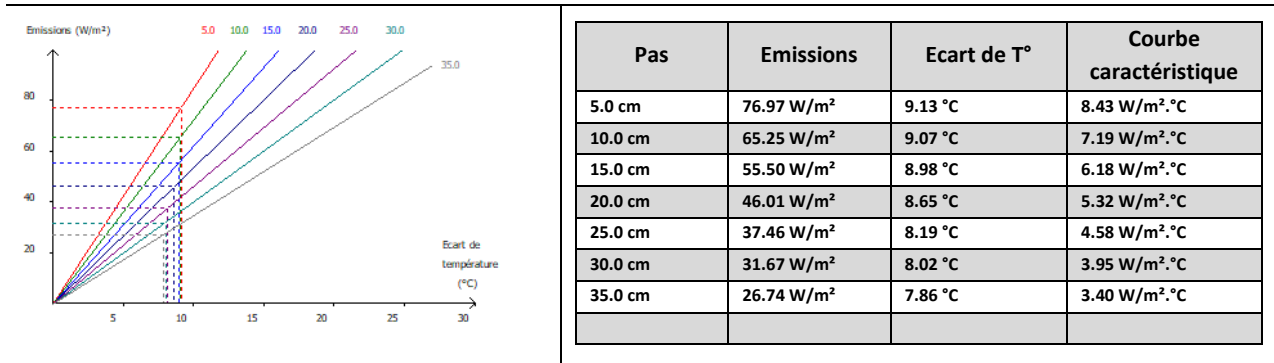 Emissions (W/m²) 5.0 10.0 15.0 20.0 25.0 30.0
35.0
80
60
40
20
Ecart de
température
(°C)
5 10 15 20 25 30
Pas Emissions Ecart de T° Courbe
caractéristique
5.0 cm 76.97 W/m² 9.13 °C 8.43 W/m².°C
10.0 cm 65.25 W/m² 9.07 °C 7.19 W/m².°C
15.0 cm 55.50 W/m² 8.98 °C 6.18 W/m².°C
20.0 cm 46.01 W/m² 8.65 °C 5.32 W/m².°C
25.0 cm 37.46 W/m² 8.19 °C 4.58 W/m².°C
30.0 cm 31.67 W/m² 8.02 °C 3.95 W/m².°C
35.0 cm 26.74 W/m² 7.86 °C 3.40 W/m².°C